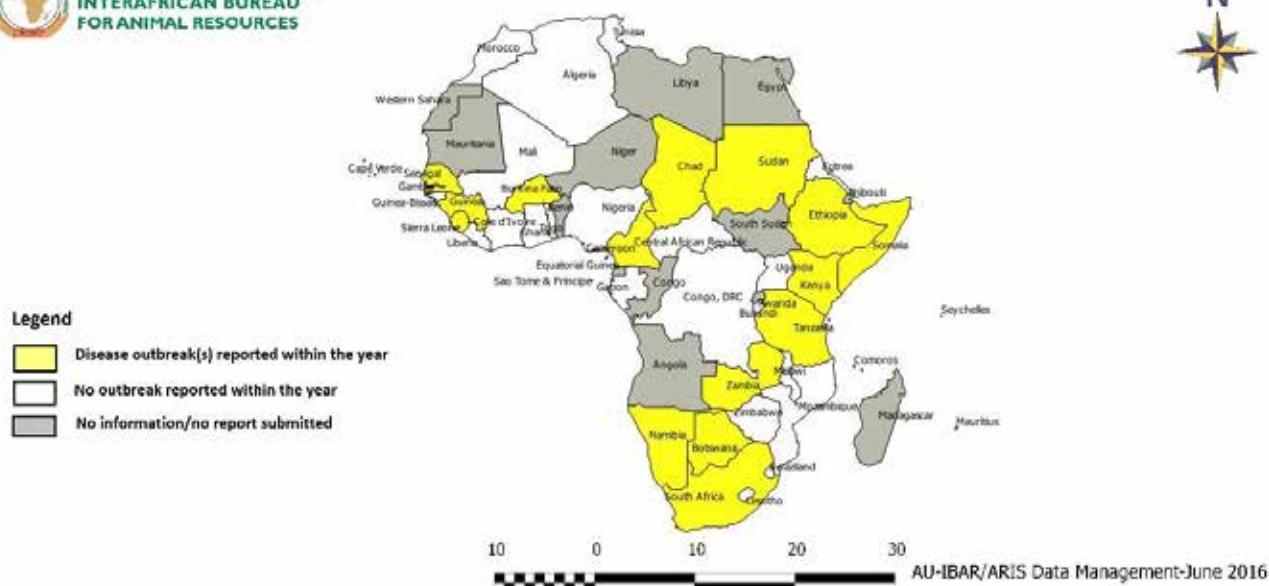 INTERAFRICAN BUREAU
FOR ANIMAL RESOURCES
N
Tunisa
Morocco
Algeria
Libya
Egypt
Western Sahara
Mauritania
Mali
Niger
Chad
Sudan
Eritrea
Cape Verde
Senegal
Gambia
Burkina Faso
Djibouti
Guinea-Bissau
Guinea
Benin
Nigeria
Ethiopia
Sierra Leone
Cote d'Ivoire
Ghana
Togo
South Sudan
Liberia
Cameroon
Central African Republic
Somalia
Equatorial Guinea
Uganda
Sao Tome & Principe
Gabon
Congo
Kenya
Congo, DRC
Rwanda
Burundi
Seychelles
Tanzania
Angola
Comoros
Malawi
Zambia
Mozambique
Zimbabwe
Madagascar
Mauritius
Namibia
Botswana
Swaziland
South Africa
Lesotho
Legend
Disease outbreak(s) reported within the year
No outbreak reported within the year
No information/no report submitted
10 0 10 20 30
AU-IBAR/ARIS Data Management-June 2016